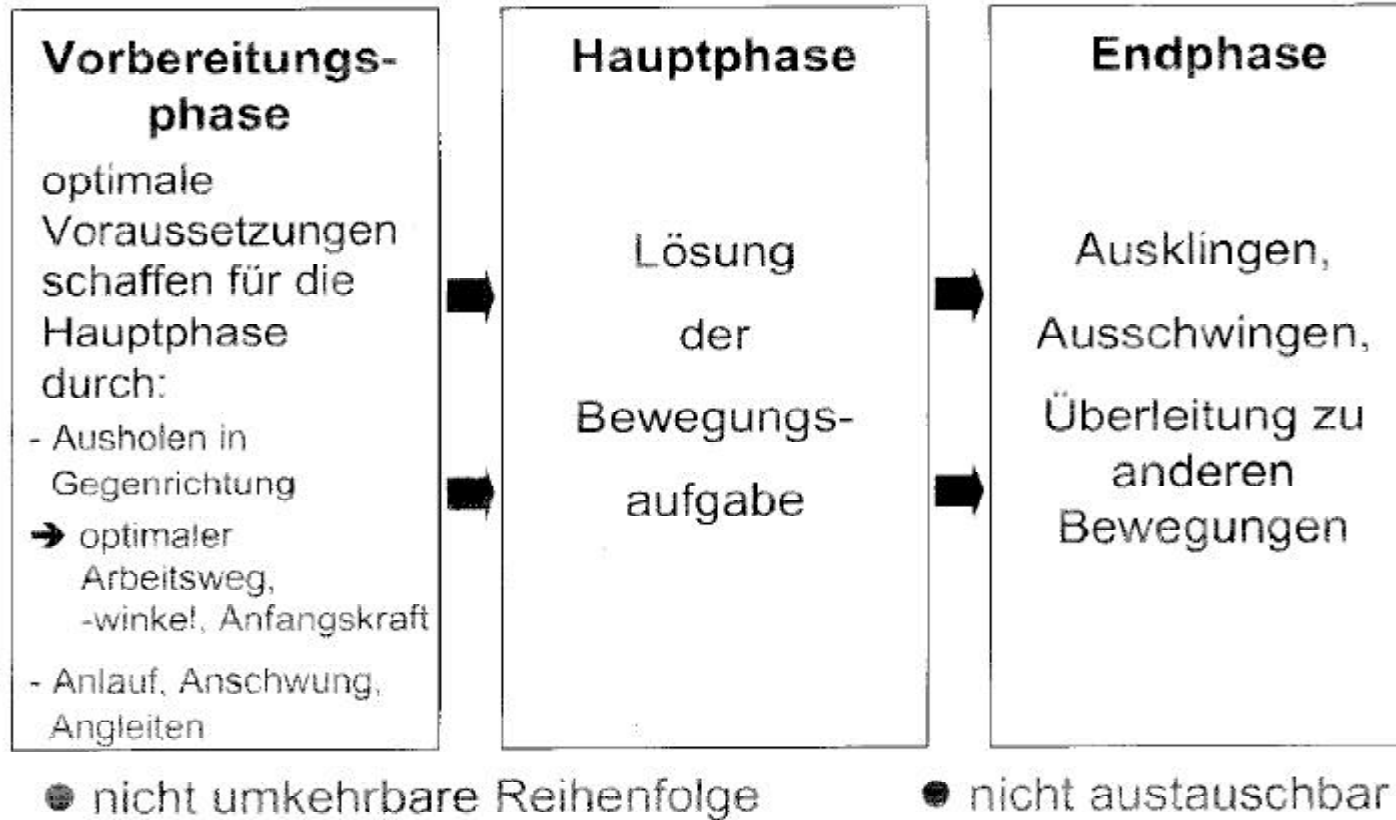 Vorbereitungs-
phase
optimale
Voraussetzungen
schaffen für die
Hauptphase
durch:
- Ausholen in
Gegenrichtung
➔ optimaler
Arbeitsweg,
-winkel, Anfangskraft
- Anlauf, Anschwung,
Angleiten
Hauptphase
Lösung
der
Bewegungs-
aufgabe
Endphase
Ausklingen,
Ausschwingen,
Überleitung zu
anderen
Bewegungen
● nicht umkehrbare Reihenfolge
● nicht austauschbar